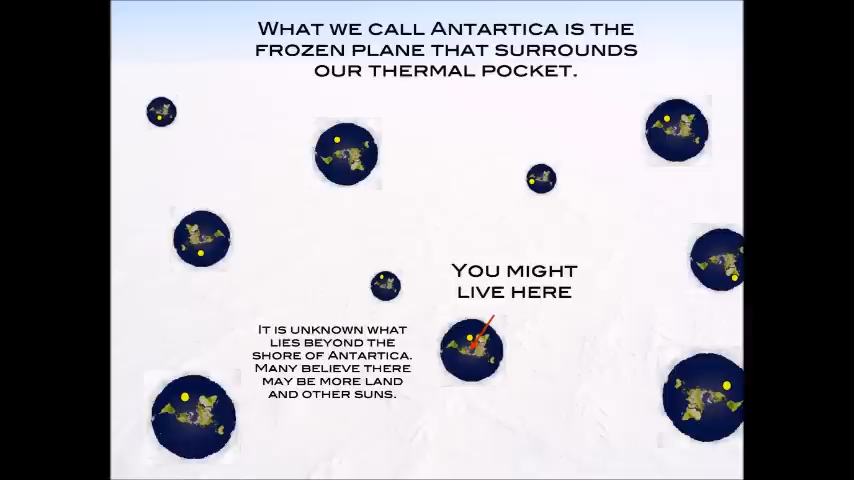 What we call Antartica is the
frozen plane that surrounds
our thermal pocket.
You might
live here
It is unknown what
lies beyond the
shore of Antartica.
Many believe there
may be more land
and other suns.